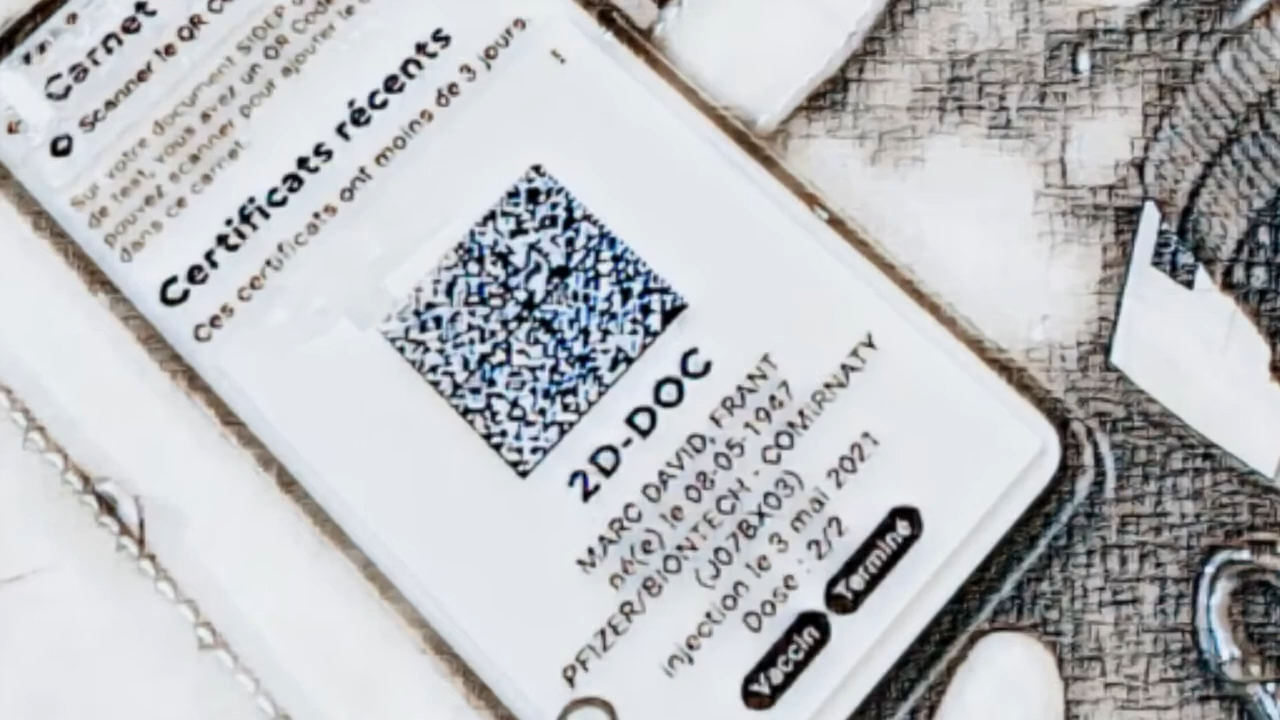 Carnet
Scanner le QR Co
Sur votre document SIDEP o
de test, vous avez un QR Code
pouvez scanner pour ajouter le c
dans ce carnet.
Certificats récents
Ces certificats ont moins de 3 jours
2D-DOC
MARC DAVID, FRANT
né(e) le 08-05-1947
PFIZER/BIONTECH - COMIRNATY
(J07BX03)
injection le 3 mai 2021
Dose : 2/2
Vaccin Terminé